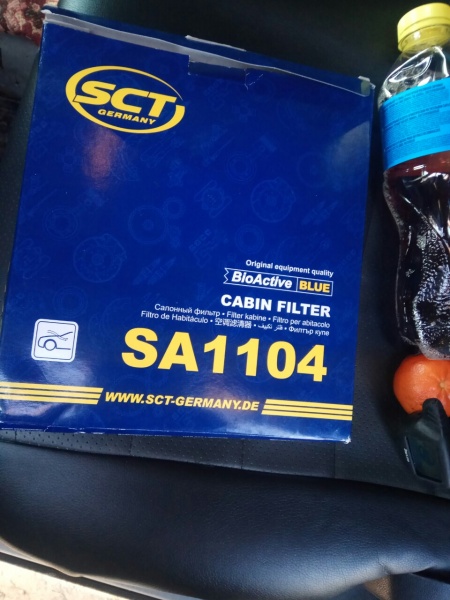 SCT
GERMANY
Original equipment quality
BioActive BLUE
CABIN FILTER
Салонный фильтр • Filter kabine • Filtro per abitacolo
Filtro de Habitáculo • 空调滤清器 • فلتر تكييف • Филтър купе
SA1104
WWW.SCT-GERMANY.DE